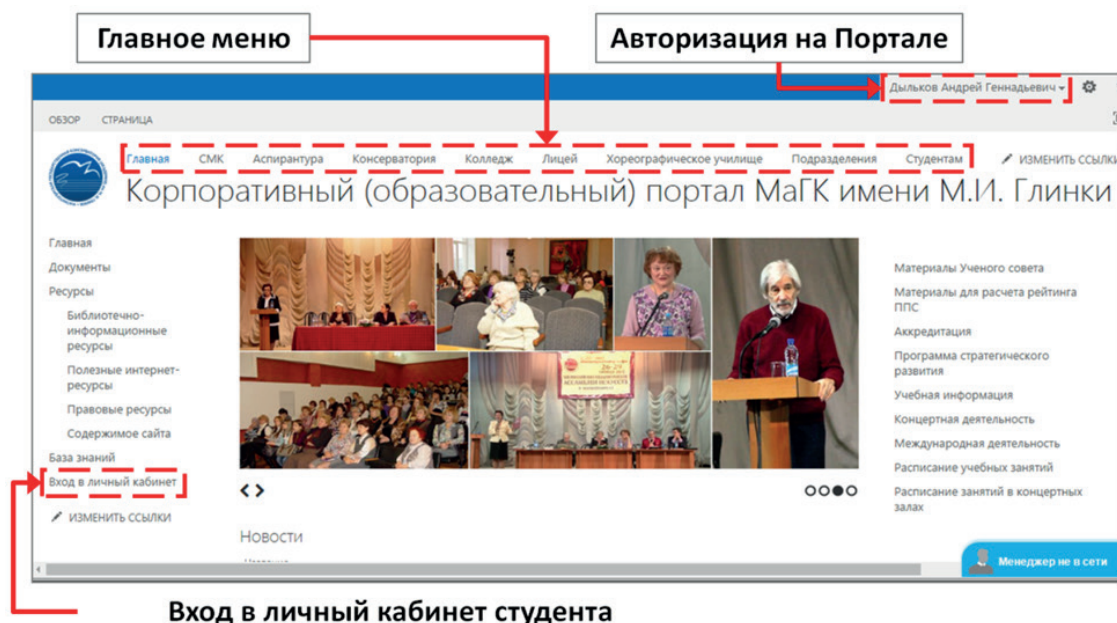 Главное меню
Авторизация на Портале
Дыльков Андрей Геннадьевич
ОБЗОР СТРАНИЦА
Главная СМК Аспирантура Консерватория Колледж Лицей Хореографическое училище Подразделения Студентам ИЗМЕНИТЬ ССЫЛКИ
Корпоративный (образовательный) портал МаГК имени М.И. Глинки
Главная
Документы
Ресурсы
Библиотечно-
информационные
ресурсы
Полезные интернет-
ресурсы
Правовые ресурсы
Содержимое сайта
База знаний
Вход в личный кабинет
ИЗМЕНИТЬ ССЫЛКИ
26-29
Материалы Ученого совета
Материалы для расчета рейтинга
ППС
Аккредитация
Программа стратегического
развития
Учебная информация
Концертная деятельность
Международная деятельность
Расписание учебных занятий
Расписание занятий в концертных
залах
Новости
Менеджер не в сети
Вход в личный кабинет студента